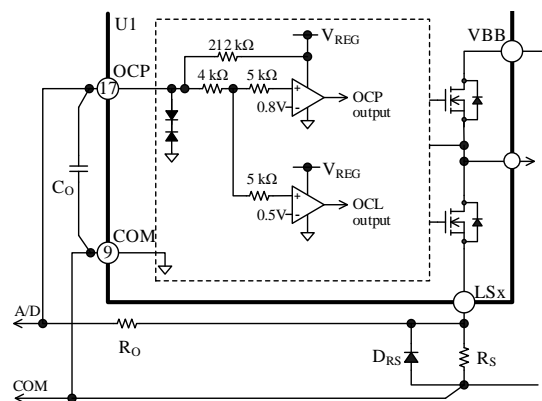 U1
VBB
VREG
212 kΩ
OCP
17
4 kΩ
5 kΩ
+
-
0.8V
OCP
output
5 kΩ
VREG
+
-
0.5V
OCL
output
CO
COM
9
LSx
A/D
RO
DRS
RS
COM